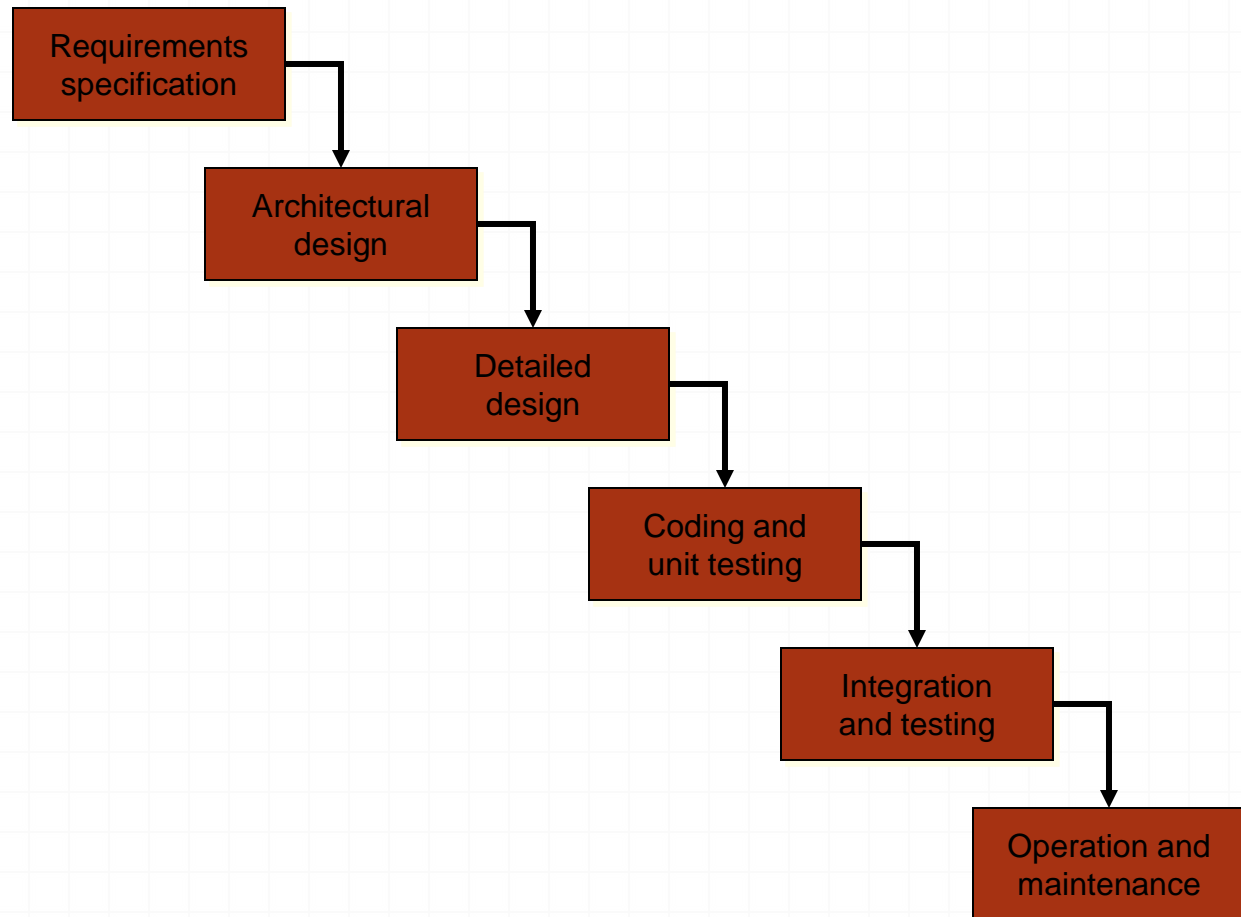 Requirements
specification
Architectural
design
Detailed
design
Coding and
unit testing
Integration
and testing
Operation and
maintenance